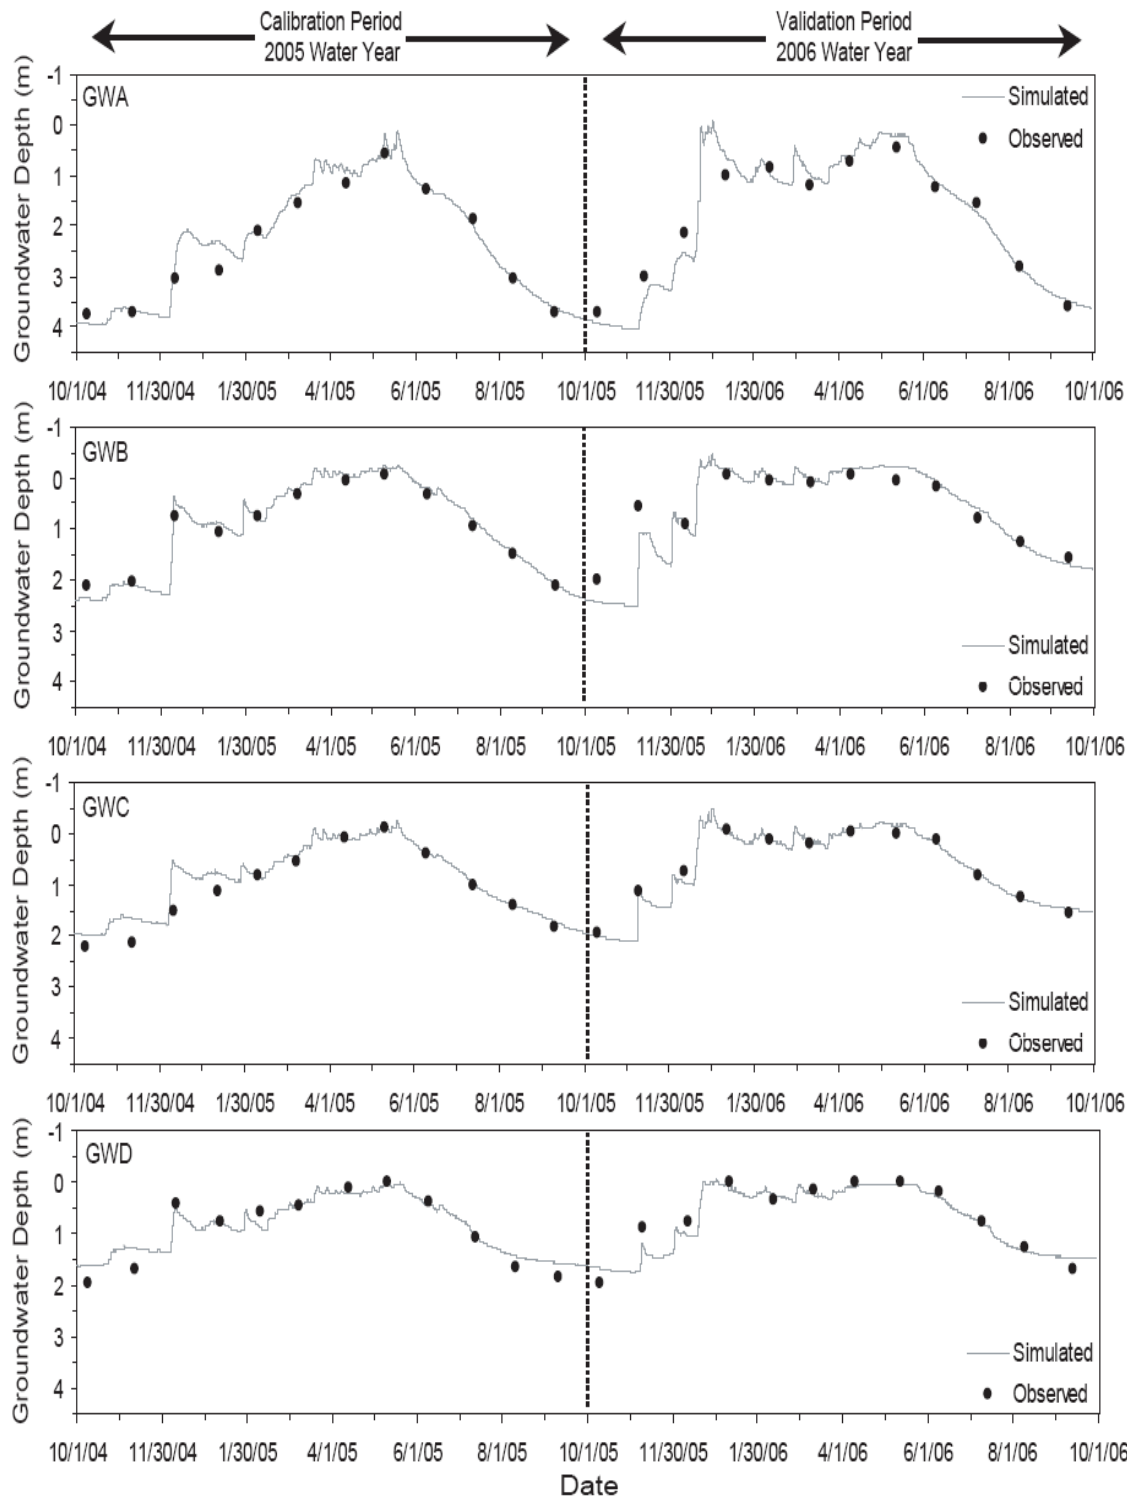 Calibration Period
2005 Water Year
Validation Period
2006 Water Year
Groundwater Depth (m)
-1
0
1
2
3
4
GWA
Simulated
Observed
10/1/04 11/30/04 1/30/05 4/1/05 6/1/05 8/1/05 10/1/05 11/30/05 1/30/06 4/1/06 6/1/06 8/1/06 10/1/06
Groundwater Depth (m)
-1
0
1
2
3
4
GWB
Simulated
Observed
10/1/04 11/30/04 1/30/05 4/1/05 6/1/05 8/1/05 10/1/05 11/30/05 1/30/06 4/1/06 6/1/06 8/1/06 10/1/06
Groundwater Depth (m)
-1
0
1
2
3
4
GWC
Simulated
Observed
10/1/04 11/30/04 1/30/05 4/1/05 6/1/05 8/1/05 10/1/05 11/30/05 1/30/06 4/1/06 6/1/06 8/1/06 10/1/06
Groundwater Depth (m)
-1
0
1
2
3
4
GWD
Simulated
Observed
10/1/04 11/30/04 1/30/05 4/1/05 6/1/05 8/1/05 10/1/05 11/30/05 1/30/06 4/1/06 6/1/06 8/1/06 10/1/06
Date